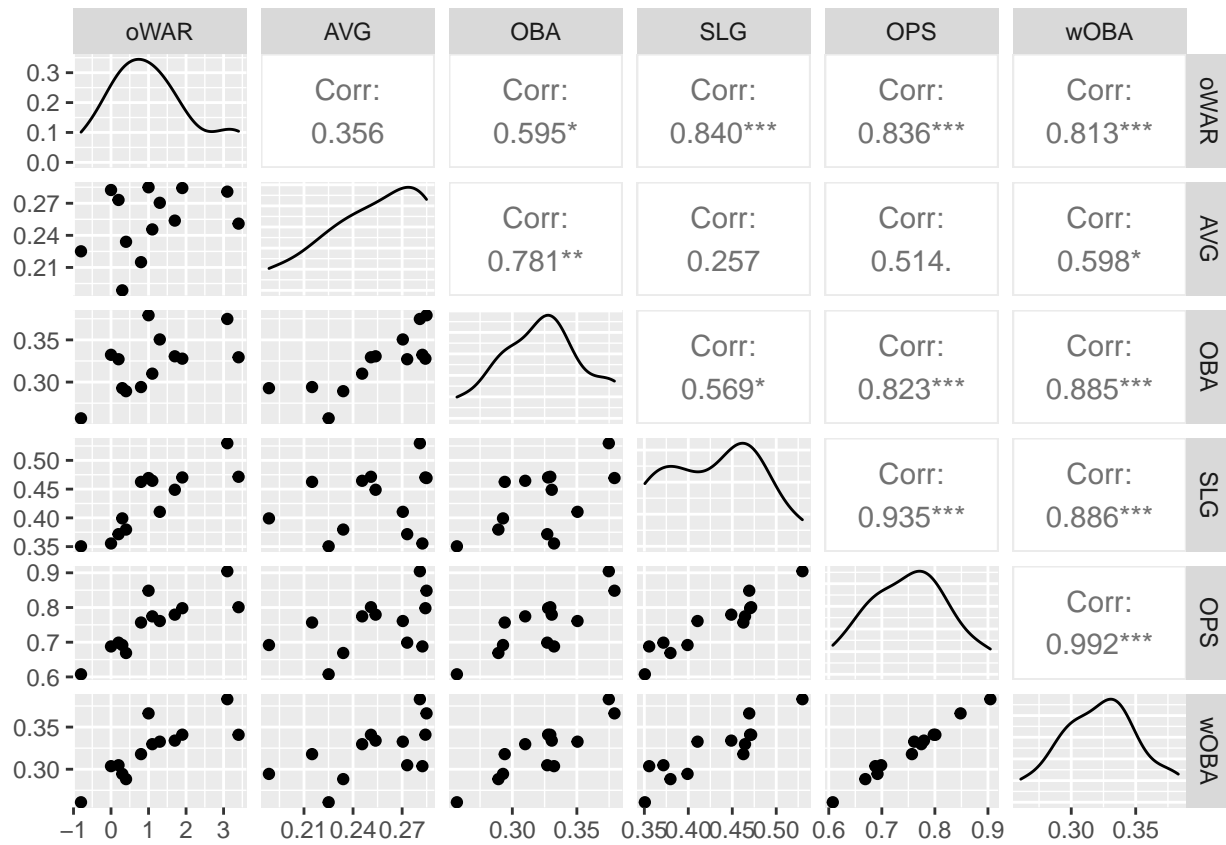 oWAR AVG OBA SLG OPS wOBA
0.3
0.2
0.1
0.0
Corr:
0.356
Corr:
0.595*
Corr:
0.840***
Corr:
0.836***
Corr:
0.813***
oWAR
0.27
0.24
0.21
Corr:
0.781**
Corr:
0.257
Corr:
0.514.
Corr:
0.598*
AVG
0.35
0.30
Corr:
0.569*
Corr:
0.823***
Corr:
0.885***
OBA
0.50
0.45
0.40
0.35
Corr:
0.935***
Corr:
0.886***
SLG
0.9
0.8
0.7
0.6
Corr:
0.992***
OPS
0.35
0.30
wOBA
−1 0 1 2 3 0.21 0.24 0.27 0.30 0.35 0.35 0.40 0.45 0.50 0.6 0.7 0.8 0.9 0.30 0.35